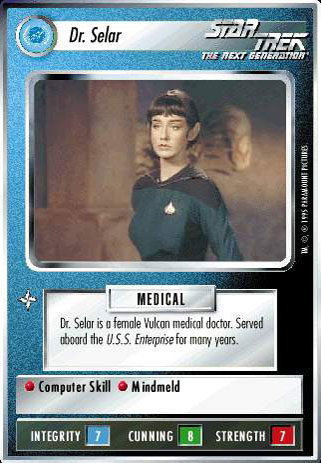 Dr. Selar
STAR TREK
THE NEXT GENERATION®
TM, ®, © 1995 PARAMOUNT PICTURES.
MEDICAL
Dr. Selar is a female Vulcan medical doctor. Served
aboard the U.S.S. Enterprise for many years.
Computer Skill Mindmeld
INTEGRITY 7 CUNNING 8 STRENGTH 7